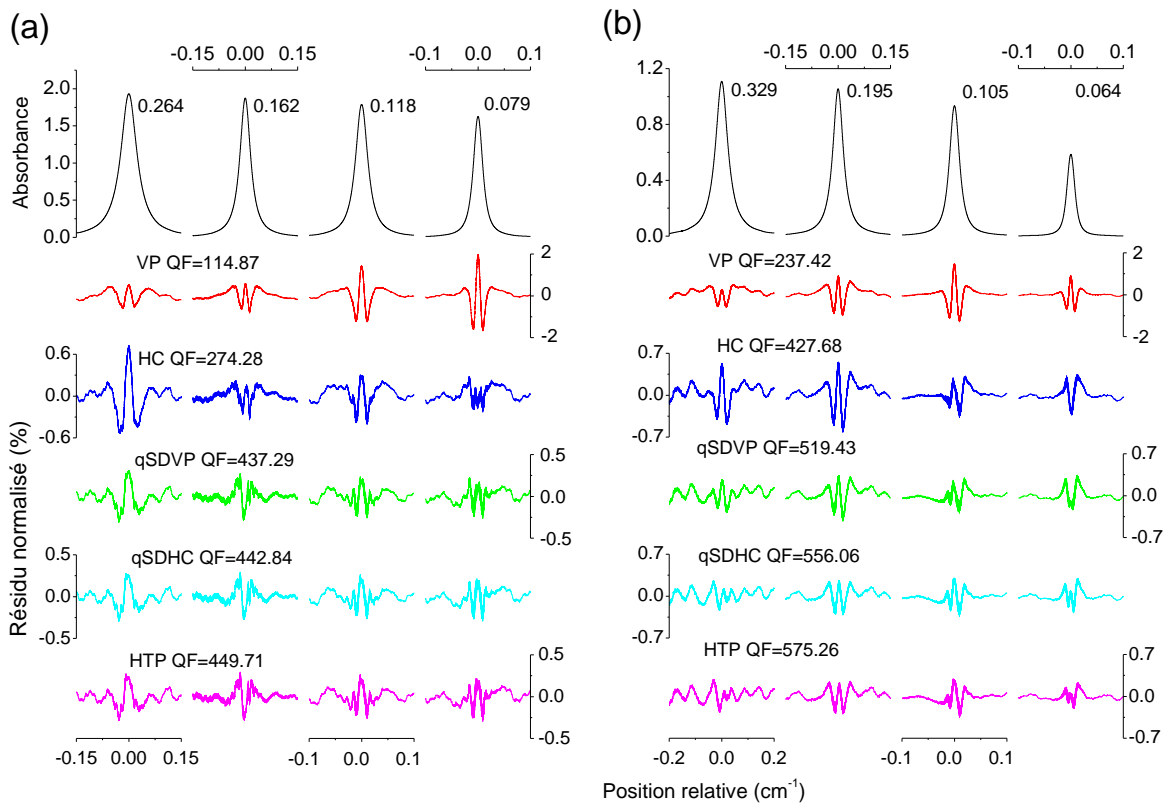 (a)
(b)
-0.15 0.00 0.15
-0.1 0.0 0.1
-0.15 0.00 0.15
-0.1 0.0 0.1
Absorbance
2.0
1.5
1.0
0.5
0.0
0.264
0.162
0.118
0.079
1.2
0.8
0.4
0.0
0.329
0.195
0.105
0.064
VP QF=114.87
2
0
-2
VP QF=237.42
2
0
-2
HC QF=274.28
0.6
0.0
-0.6
HC QF=427.68
0.7
0.0
-0.7
Résidu normalisé (%)
qSDVP QF=437.29
0.5
0.0
-0.5
qSDVP QF=519.43
0.7
0.0
-0.7
qSDHC QF=442.84
0.5
0.0
-0.5
qSDHC QF=556.06
0.7
0.0
-0.7
HTP QF=449.71
0.5
0.0
-0.5
HTP QF=575.26
0.7
0.0
-0.7
-0.15 0.00 0.15
-0.1 0.0 0.1
-0.2 0.0 0.2
-0.1 0.0 0.1
Position relative (cm⁻¹)